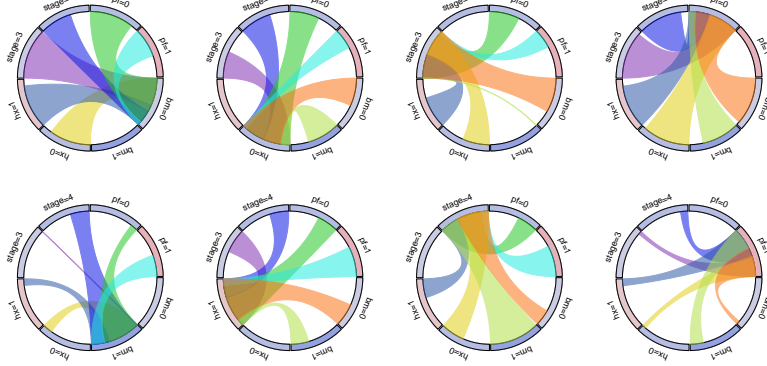 stage=
pf=0
stage=3
pf=1
hx=1
bm=0
hx=0
bm=1
stage=
pf=0
stage=3
pf=1
hx=1
bm=0
hx=0
bm=1
stage=
pf=0
stage=3
pf=1
hx=1
bm=0
hx=0
bm=1
stage=
pf=0
stage=3
pf=1
hx=1
bm=0
hx=0
bm=1
stage=4
pf=0
stage=3
pf=1
hx=1
bm=0
hx=0
bm=1
stage=4
pf=0
stage=3
pf=1
hx=1
bm=0
hx=0
bm=1
stage=4
pf=0
stage=3
pf=1
hx=1
bm=0
hx=0
bm=1
stage=4
pf=0
stage=3
pf=1
hx=1
bm=0
hx=0
bm=1